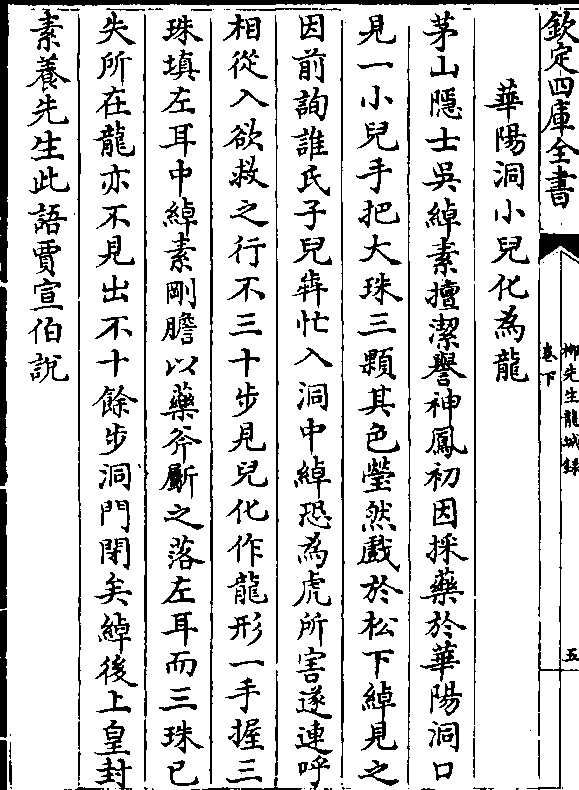 欽定四庫全書
柳先生龍城錄
卷下
五
華陽洞小兒化為龍
茅山隱士吳綽素擅潔譽神鳳初因採藥於華陽洞口
見一小兒手把大珠三顆其色瑩然戲於松下綽見之
因前詢誰氏子兒犇忙入洞中綽恐為虎所害遂連呼
相從入欲救之行不三十步見兒化作龍形一手握三
珠填左耳中綽素剛膽以藥斧斸之落左耳而三珠已
失所在龍亦不見出不十餘步洞門閉矣綽後上皇封
素養先生此語賈宣伯說